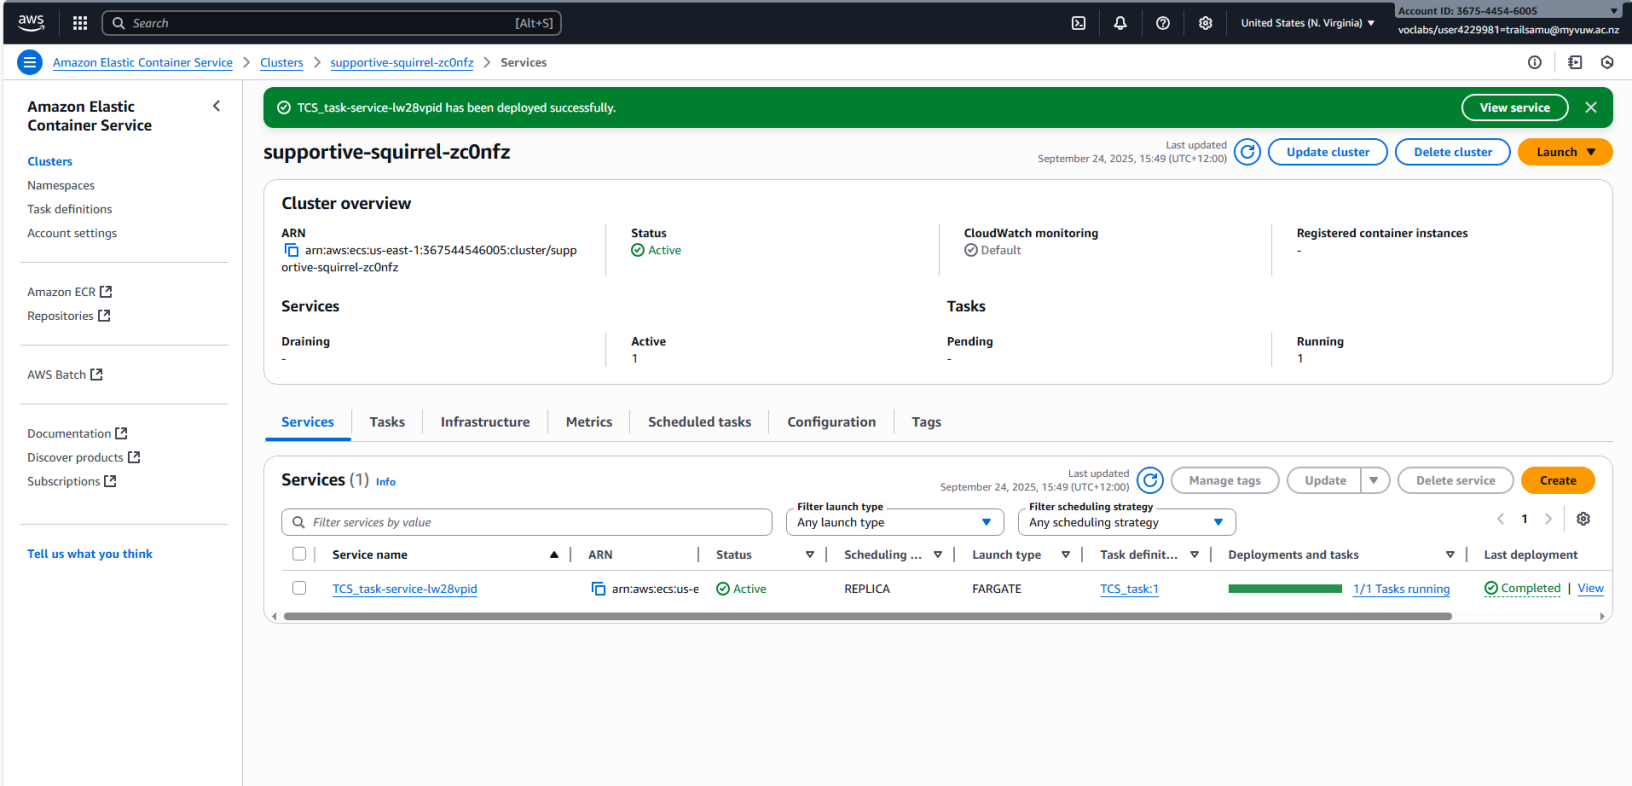 aws
Search
[Alt+S]
United States (N. Virginia)
Account ID: 3675-4454-6005
voclabs/user4229981=trailsamu@myvuw.ac.nz
Amazon Elastic Container Service
Clusters
supportive-squirrel-zc0nfz
Services
Amazon Elastic
Container Service
Clusters
Namespaces
Task definitions
Account settings
Amazon ECR
Repositories
AWS Batch
Documentation
Discover products
Subscriptions
Tell us what you think
TCS_task-service-lw28vpid has been deployed successfully.
View service
supportive-squirrel-zc0nfz
Last updated
September 24, 2025, 15:49 (UTC+12:00)
Update cluster
Delete cluster
Launch
Cluster overview
ARN
arn:aws:ecs:us-east-1:367544546005:cluster/supp
ortive-squirrel-zc0nfz
Status
Active
CloudWatch monitoring
Default
Registered container instances
-
Services
Tasks
Draining
-
Active
1
Pending
-
Running
1
Services
Tasks
Infrastructure
Metrics
Scheduled tasks
Configuration
Tags
Services (1) Info
Last updated
September 24, 2025, 15:49 (UTC+12:00)
Manage tags
Update
Delete service
Create
Filter services by value
Filter launch type
Any launch type
Filter scheduling strategy
Any scheduling strategy
1
Service name
ARN
Status
Scheduling ...
Launch type
Task definit...
Deployments and tasks
Last deployment
TCS_task-service-lw28vpid
arn:aws:ecs:us-e
Active
REPLICA
FARGATE
TCS_task:1
1/1 Tasks running
Completed | View